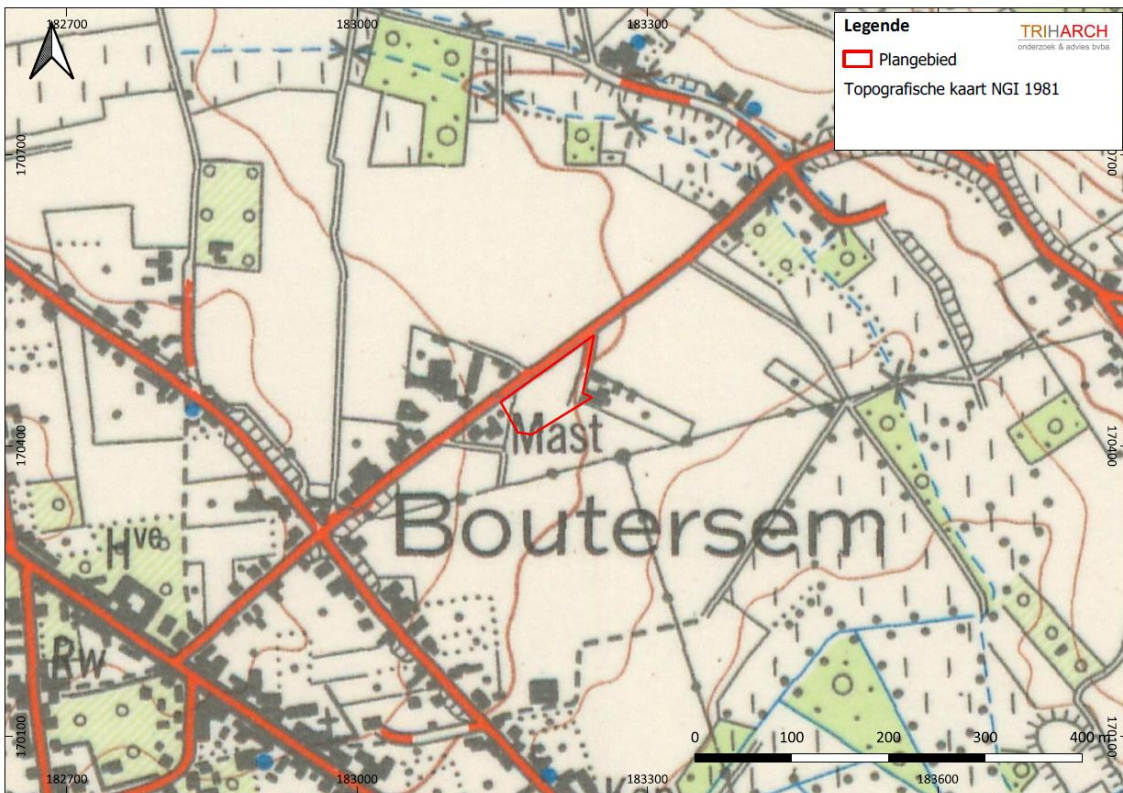 182700
183000
183300
Legende
TRIHARCH
onderzoek & advies bvba
Plangebied
Topografische kaart NGI 1981
170700
170700
170400
170400
Mast
Boutersem
Hve
Rw
170100
170100
0 100 200 300 400 m
182700
183000
183300
183600